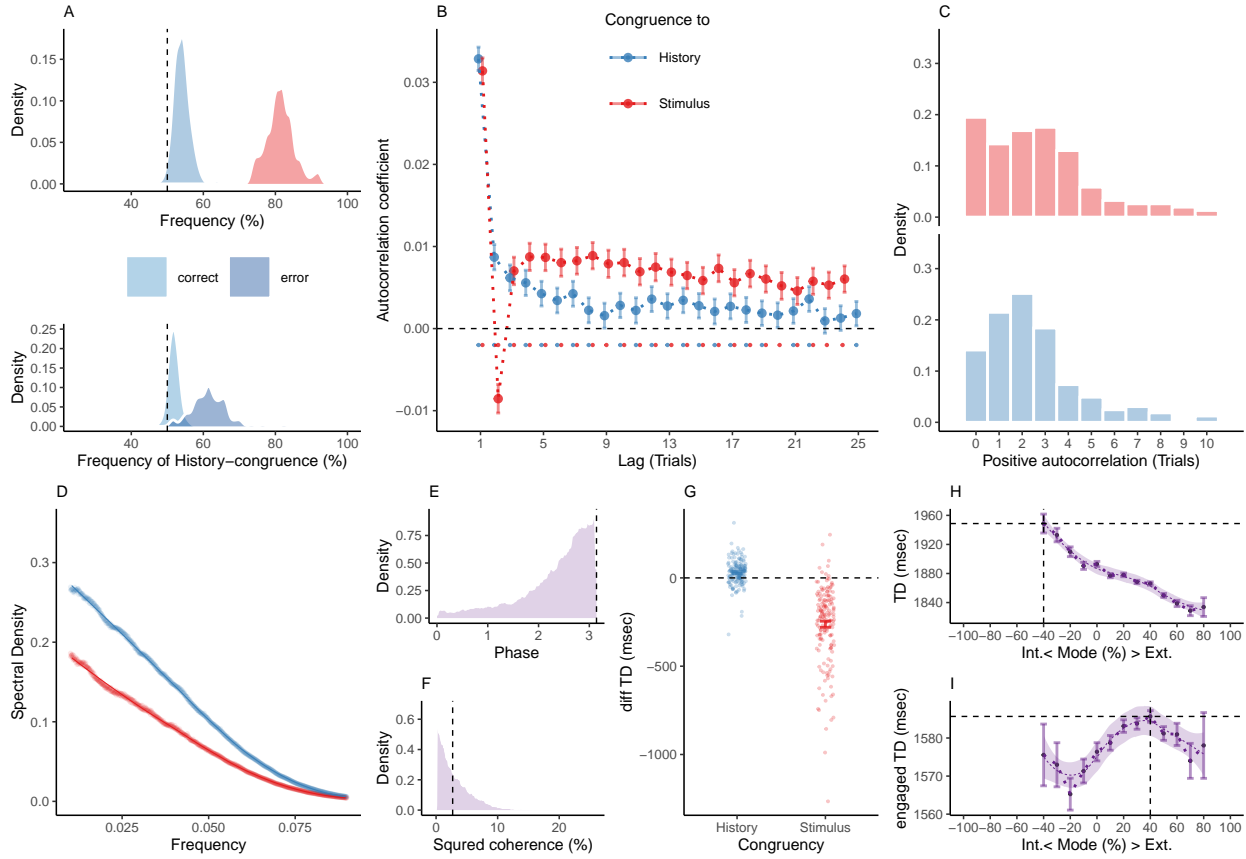 A
Density
0.15
0.10
0.05
0.00
40 60 80 100
Frequency (%)
correct error
Density
0.25
0.20
0.15
0.10
0.05
0.00
40 60 80 100
Frequency of History−congruence (%)
B
Congruence to
History
Stimulus
Autocorrelation coefficient
0.03
0.02
0.01
0.00
−0.01
1 5 9 13 17 21 25
Lag (Trials)
C
Density
0.3
0.2
0.1
0.0
0.3
0.2
0.1
0.0
0 1 2 3 4 5 6 7 8 9 10
Positive autocorrelation (Trials)
D
Spectral Density
0.3
0.2
0.1
0.0
0.025 0.050 0.075
Frequency
E
Density
0.75
0.50
0.25
0.00
0 1 2 3
Phase
F
Density
0.6
0.4
0.2
0.0
0 10 20
Squred coherence (%)
G
diff TD (msec)
0
−500
−1000
History Stimulus
Congruency
H
TD (msec)
1960
1920
1880
1840
−100 −80 −60 −40 −20 0 20 40 60 80 100
Int.< Mode (%) > Ext.
I
engaged TD (msec)
1580
1570
1560
−100 −80 −60 −40 −20 0 20 40 60 80 100
Int.< Mode (%) > Ext.